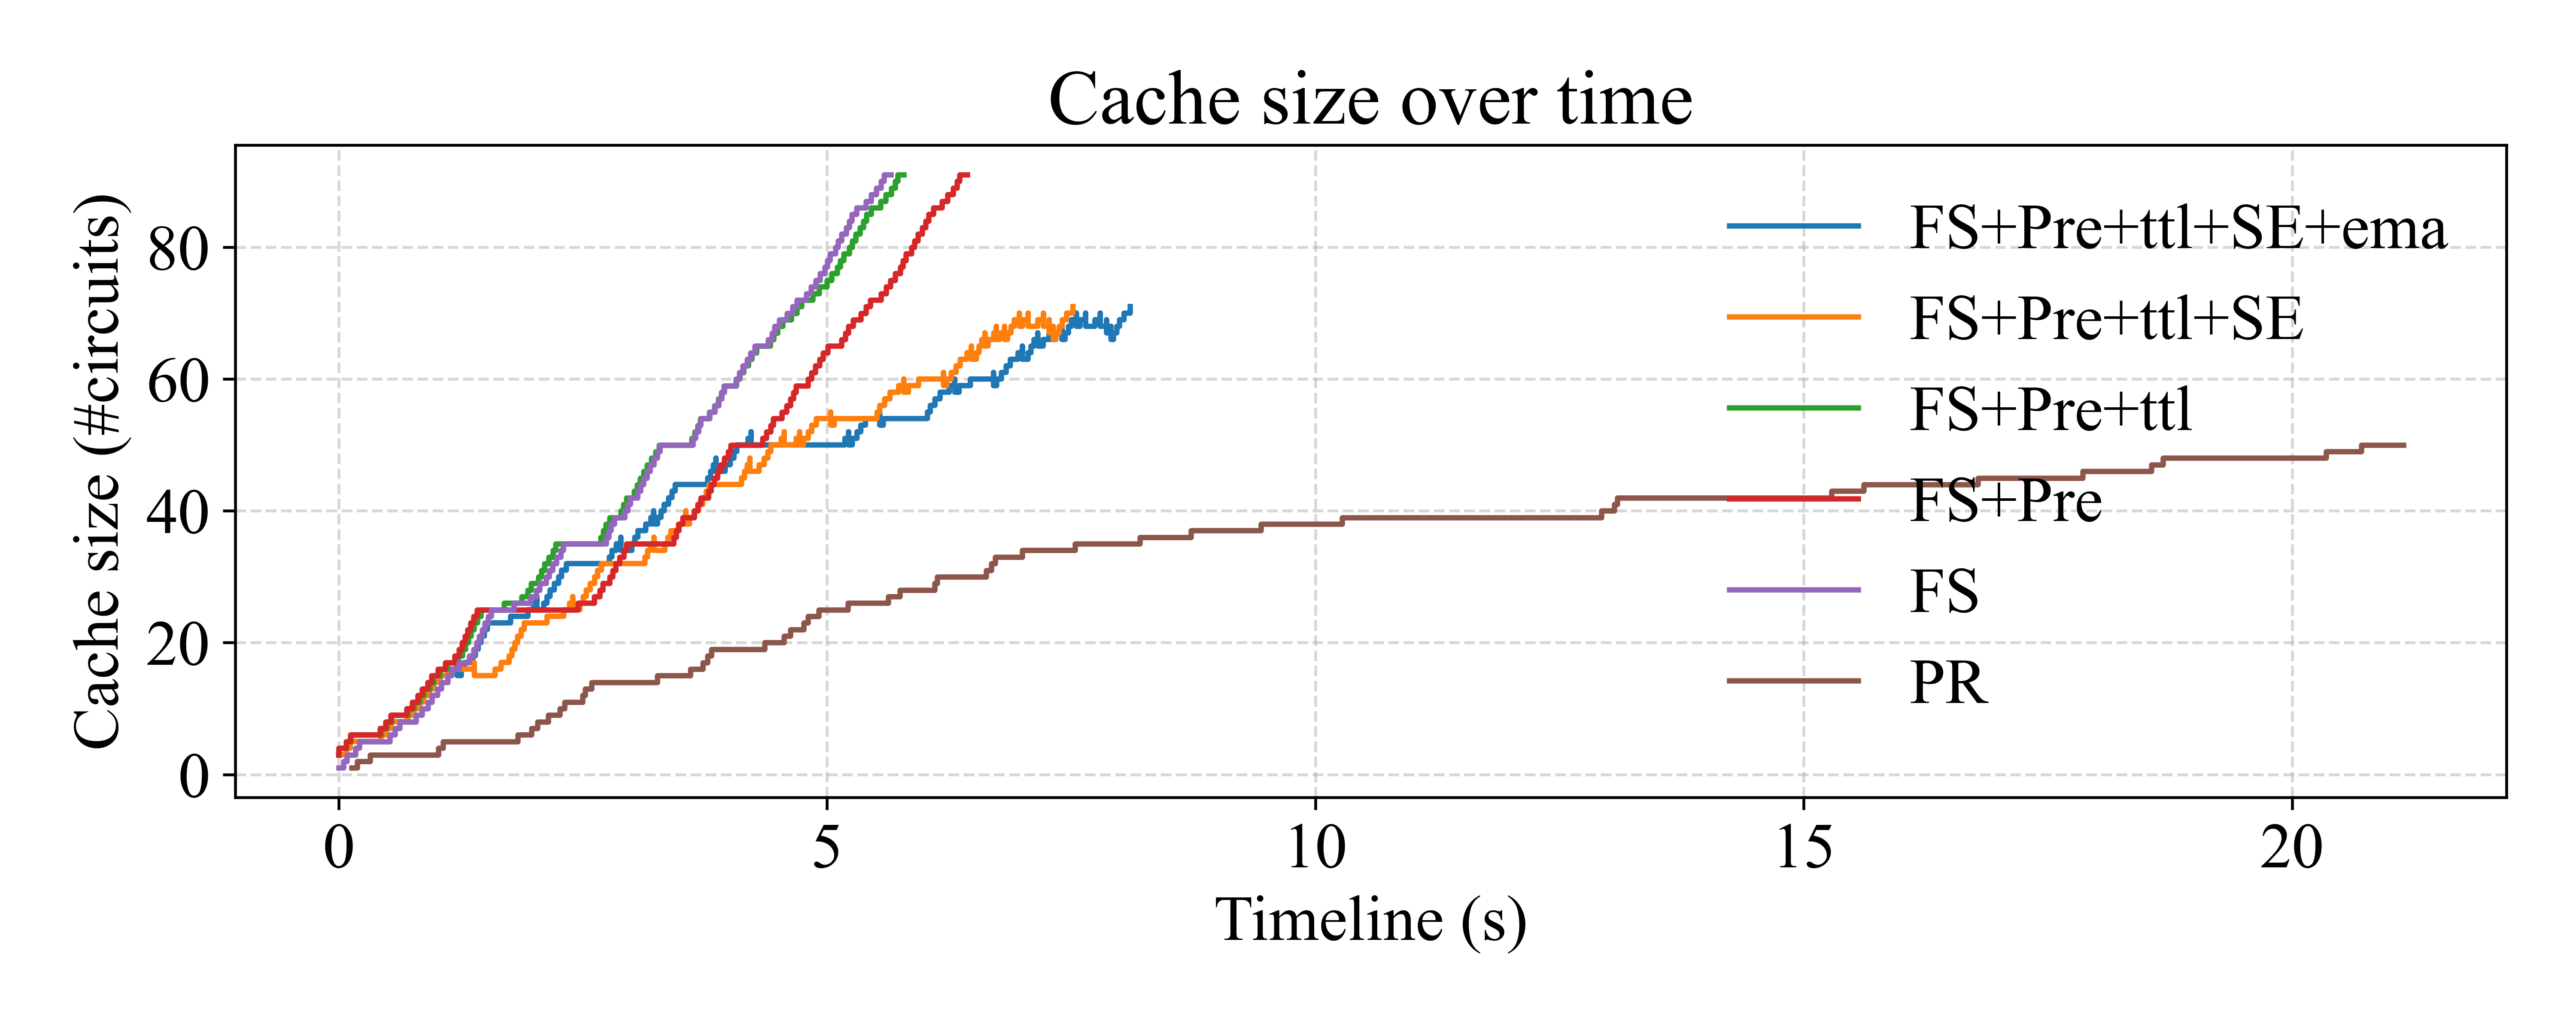 Cache size over time
Cache size (#circuits)
80
60
40
20
0
0 5 10 15 20
Timeline (s)
FS+Pre+ttl+SE+ema
FS+Pre+ttl+SE
FS+Pre+ttl
FS+Pre
FS
PR